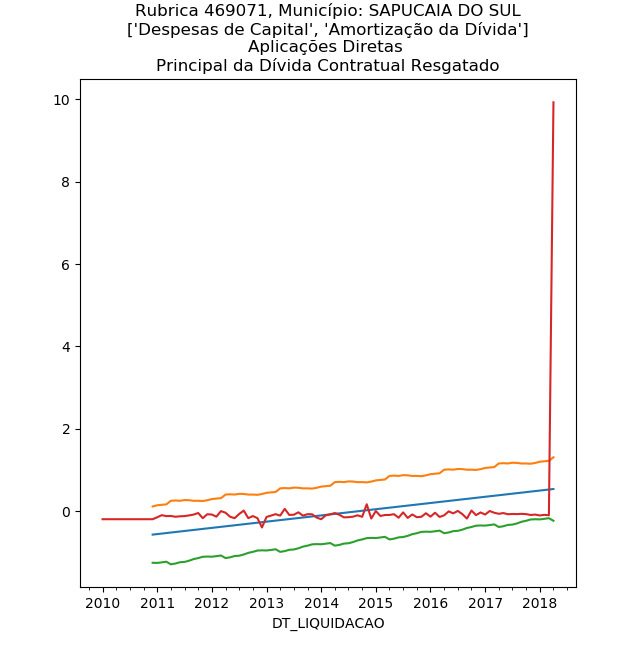 Rubrica 469071, Município: SAPUCAIA DO SUL
['Despesas de Capital', 'Amortização da Dívida']
Aplicações Diretas
Principal da Dívida Contratual Resgatado
10
8
6
4
2
0
2010 2011 2012 2013 2014 2015 2016 2017 2018
DT_LIQUIDACAO